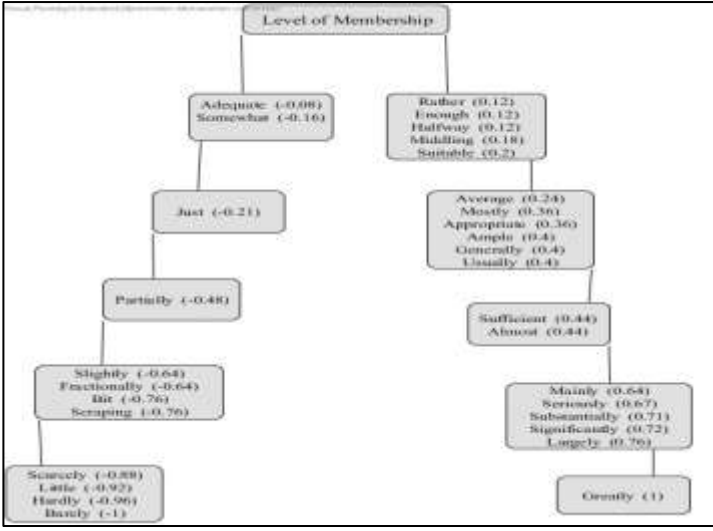 Level of Membership
Adequate (-0.08)
Somewhat (-0.16)
Rather (0.12)
Enough (0.12)
Halfway (0.12)
Middling (0.18)
Suitable (0.2)
Just (-0.21)
Average (0.24)
Mostly (0.36)
Appropriate (0.36)
Ample (0.4)
Generally (0.4)
Usually (0.4)
Partially (-0.48)
Sufficient (0.44)
Almost (0.44)
Slightly (-0.64)
Fractionally (-0.64)
Bit (-0.76)
Scraping (-0.76)
Mainly (0.64)
Seriously (0.67)
Substantially (0.71)
Significantly (0.72)
Largely (0.76)
Scarcely (-0.88)
Little (-0.92)
Hardly (-0.96)
Barely (-1)
Greatly (1)